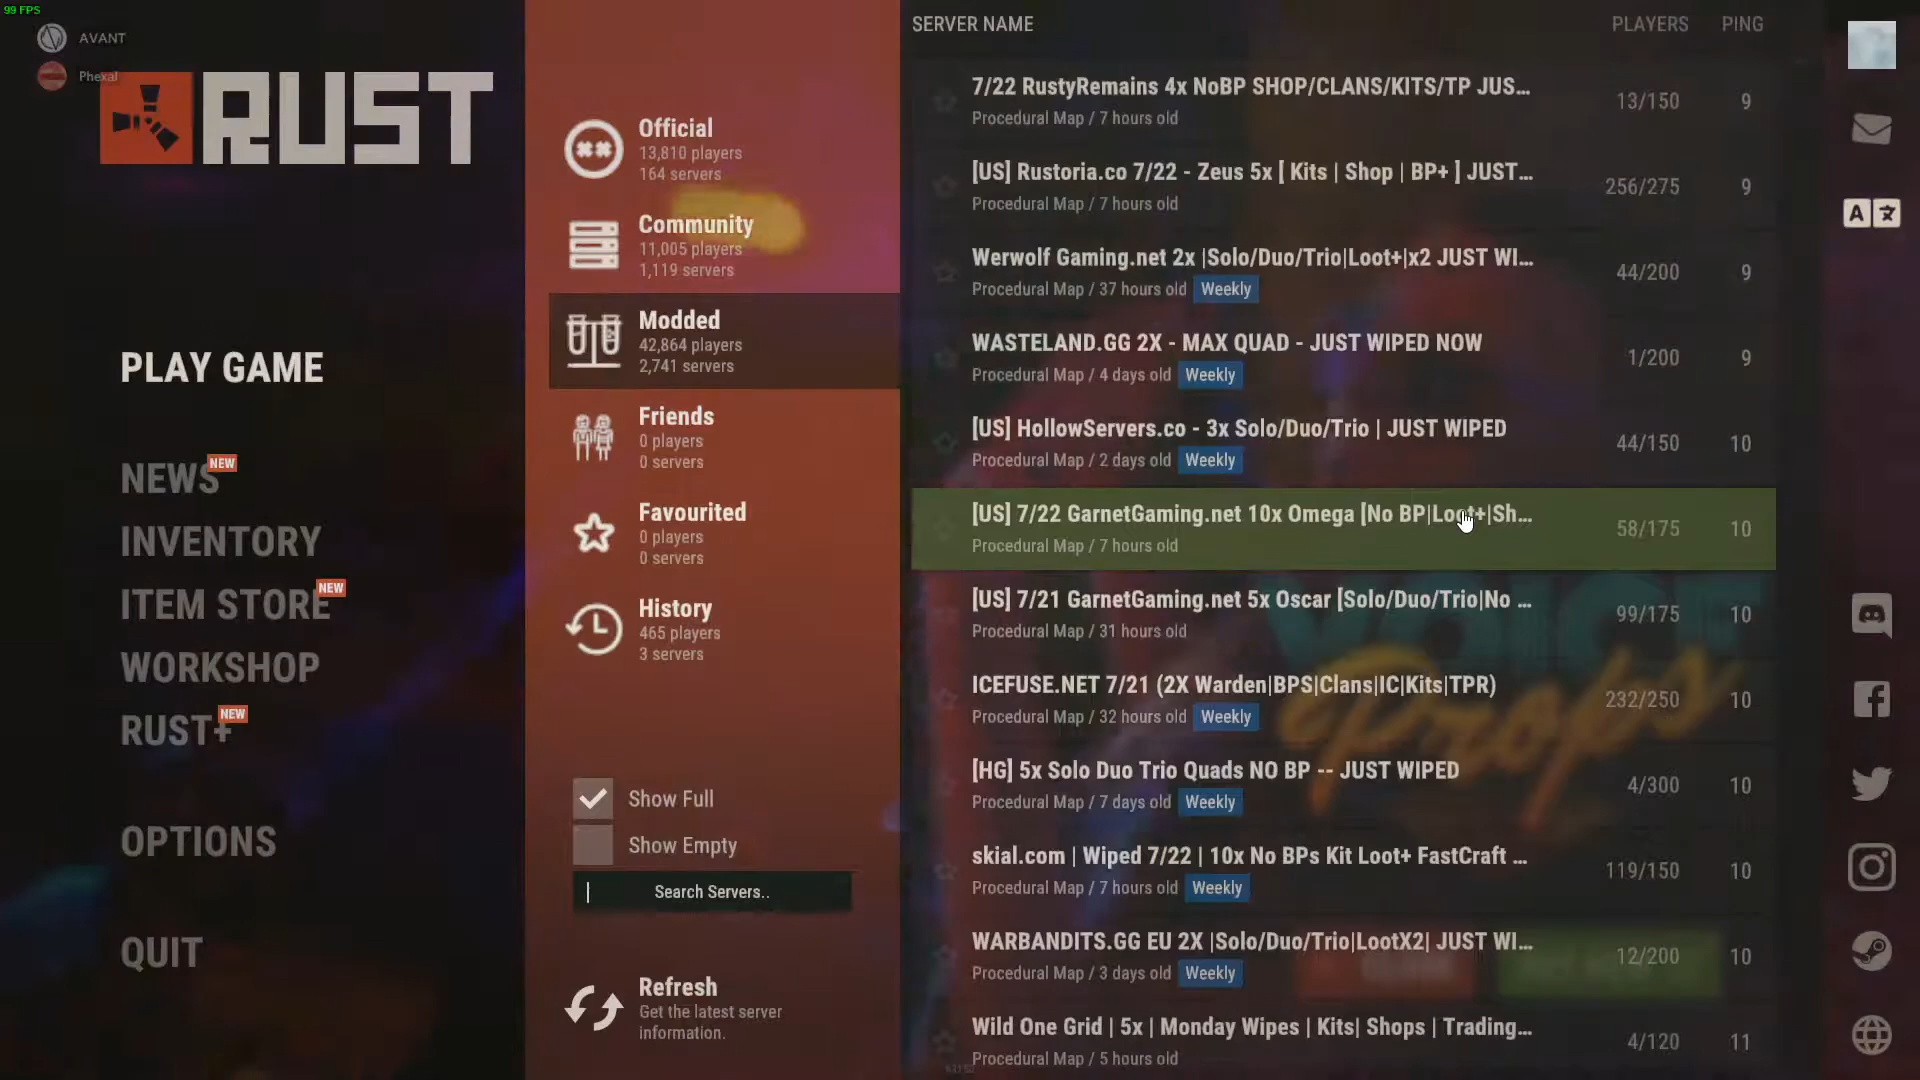 99 FPS
AVANT
Phexal
RUST
PLAY GAME
NEWS NEW
INVENTORY
ITEM STORE NEW
WORKSHOP
RUST+ NEW
OPTIONS
QUIT
Official
13,810 players
164 servers
Community
11,005 players
1,119 servers
Modded
42,864 players
2,741 servers
Friends
0 players
0 servers
Favourited
0 players
0 servers
History
465 players
3 servers
Show Full
Show Empty
Search Servers..
Refresh
Get the latest server
information.
SERVER NAME PLAYERS PING
7/22 RustyRemains 4x NoBP SHOP/CLANS/KITS/TP JUS... 13/150 9
Procedural Map / 7 hours old
[US] Rustoria.co 7/22 - Zeus 5x [ Kits | Shop | BP+ ] JUST... 256/275 9
Procedural Map / 7 hours old
Werwolf Gaming.net 2x |Solo/Duo/Trio|Loot+|x2 JUST WI... 44/200 9
Procedural Map / 37 hours old Weekly
WASTELAND.GG 2X - MAX QUAD - JUST WIPED NOW 1/200 9
Procedural Map / 4 days old Weekly
[US] HollowServers.co - 3x Solo/Duo/Trio | JUST WIPED 44/150 10
Procedural Map / 2 days old Weekly
[US] 7/22 GarnetGaming.net 10x Omega [No BP|Loot+|Sh... 58/175 10
Procedural Map / 7 hours old
[US] 7/21 GarnetGaming.net 5x Oscar [Solo/Duo/Trio|No ... 99/175 10
Procedural Map / 31 hours old
ICEFUSE.NET 7/21 (2X Warden|BPS|Clans|IC|Kits|TPR) 232/250 10
Procedural Map / 32 hours old Weekly
[HG] 5x Solo Duo Trio Quads NO BP -- JUST WIPED 4/300 10
Procedural Map / 7 days old Weekly
skial.com | Wiped 7/22 | 10x No BPs Kit Loot+ FastCraft ... 119/150 10
Procedural Map / 7 hours old Weekly
WARBANDITS.GG EU 2X |Solo/Duo/Trio|LootX2| JUST WI... 12/200 10
Procedural Map / 3 days old Weekly
Wild One Grid | 5x | Monday Wipes | Kits| Shops | Trading... 4/120 11
Procedural Map / 5 hours old
VOICE
Props
A